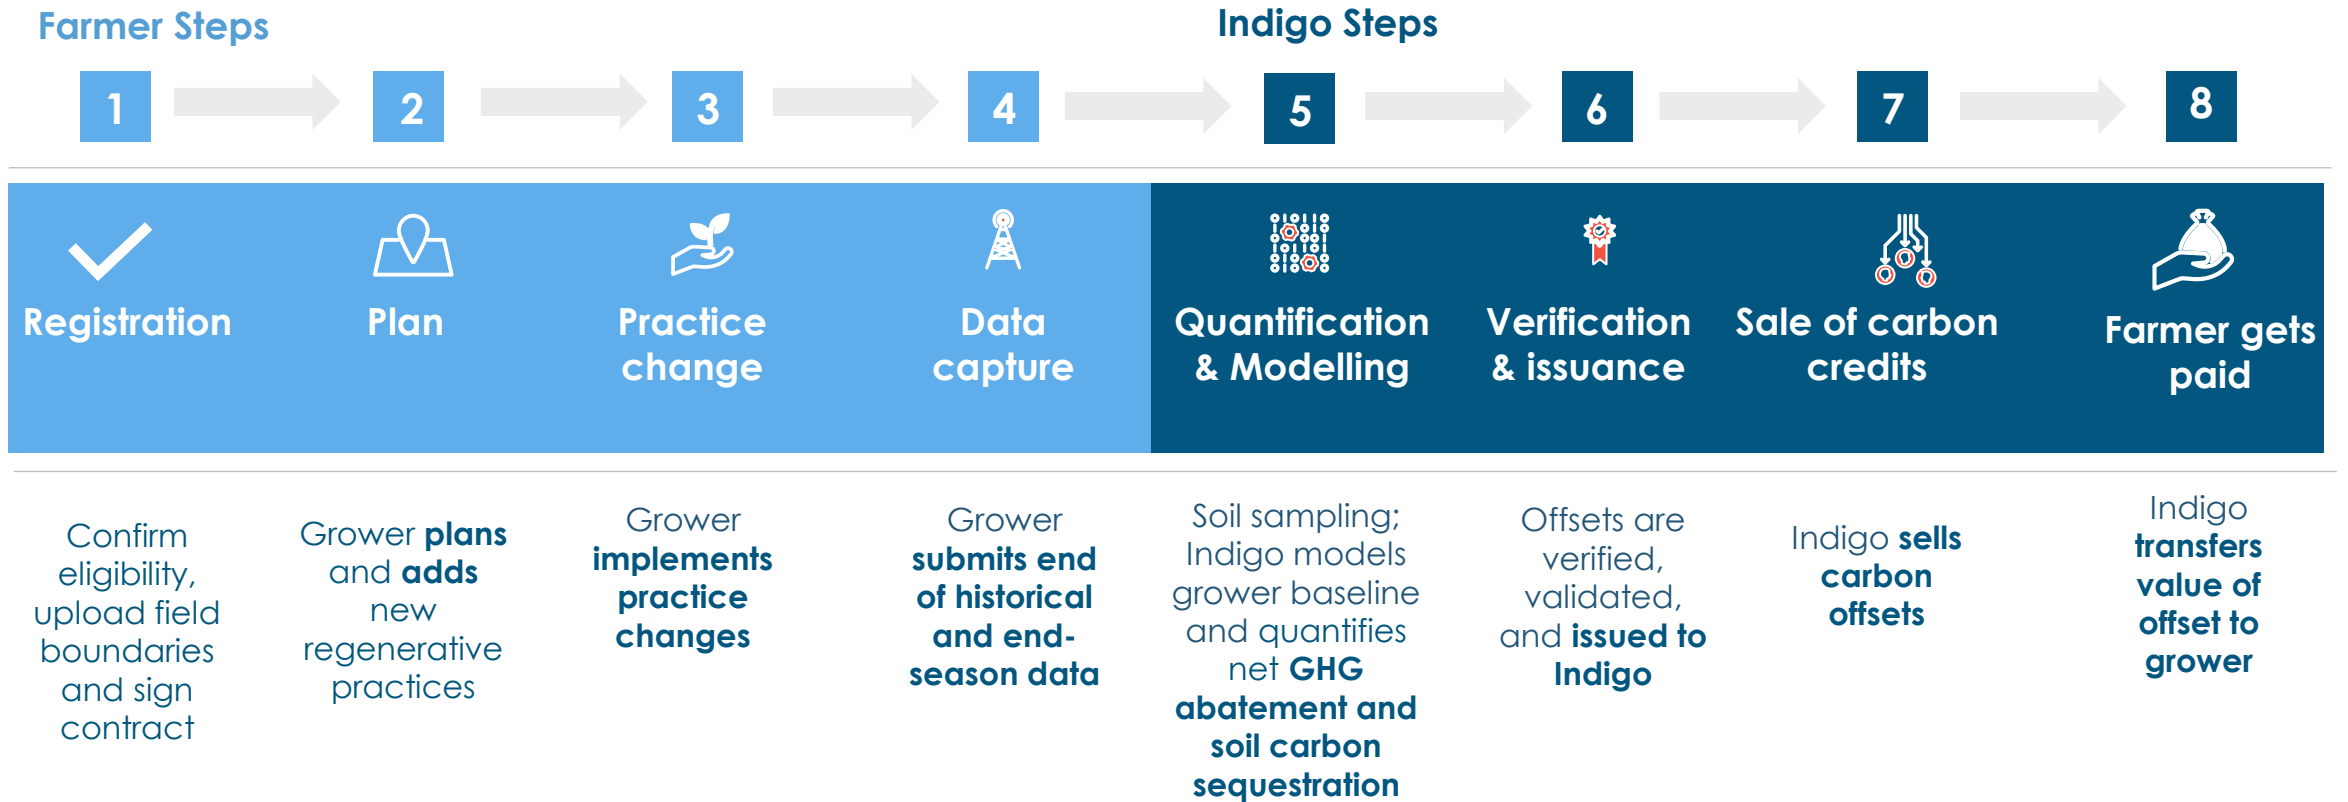 Farmer Steps
Indigo Steps
1
2
3
4
5
6
7
8
Registration
Plan
Practice
change
Data
capture
Quantification
& Modelling
Verification
& issuance
Sale of carbon
credits
Farmer gets
paid
Confirm
eligibility,
upload field
boundaries
and sign
contract
Grower plans
and adds
new
regenerative
practices
Grower
implements
practice
changes
Grower
submits end
of historical
and end-
season data
Soil sampling;
Indigo models
grower baseline
and quantifies
net GHG
abatement and
soil carbon
sequestration
Offsets are
verified,
validated,
and issued to
Indigo
Indigo sells
carbon
offsets
Indigo
transfers
value of
offset to
grower